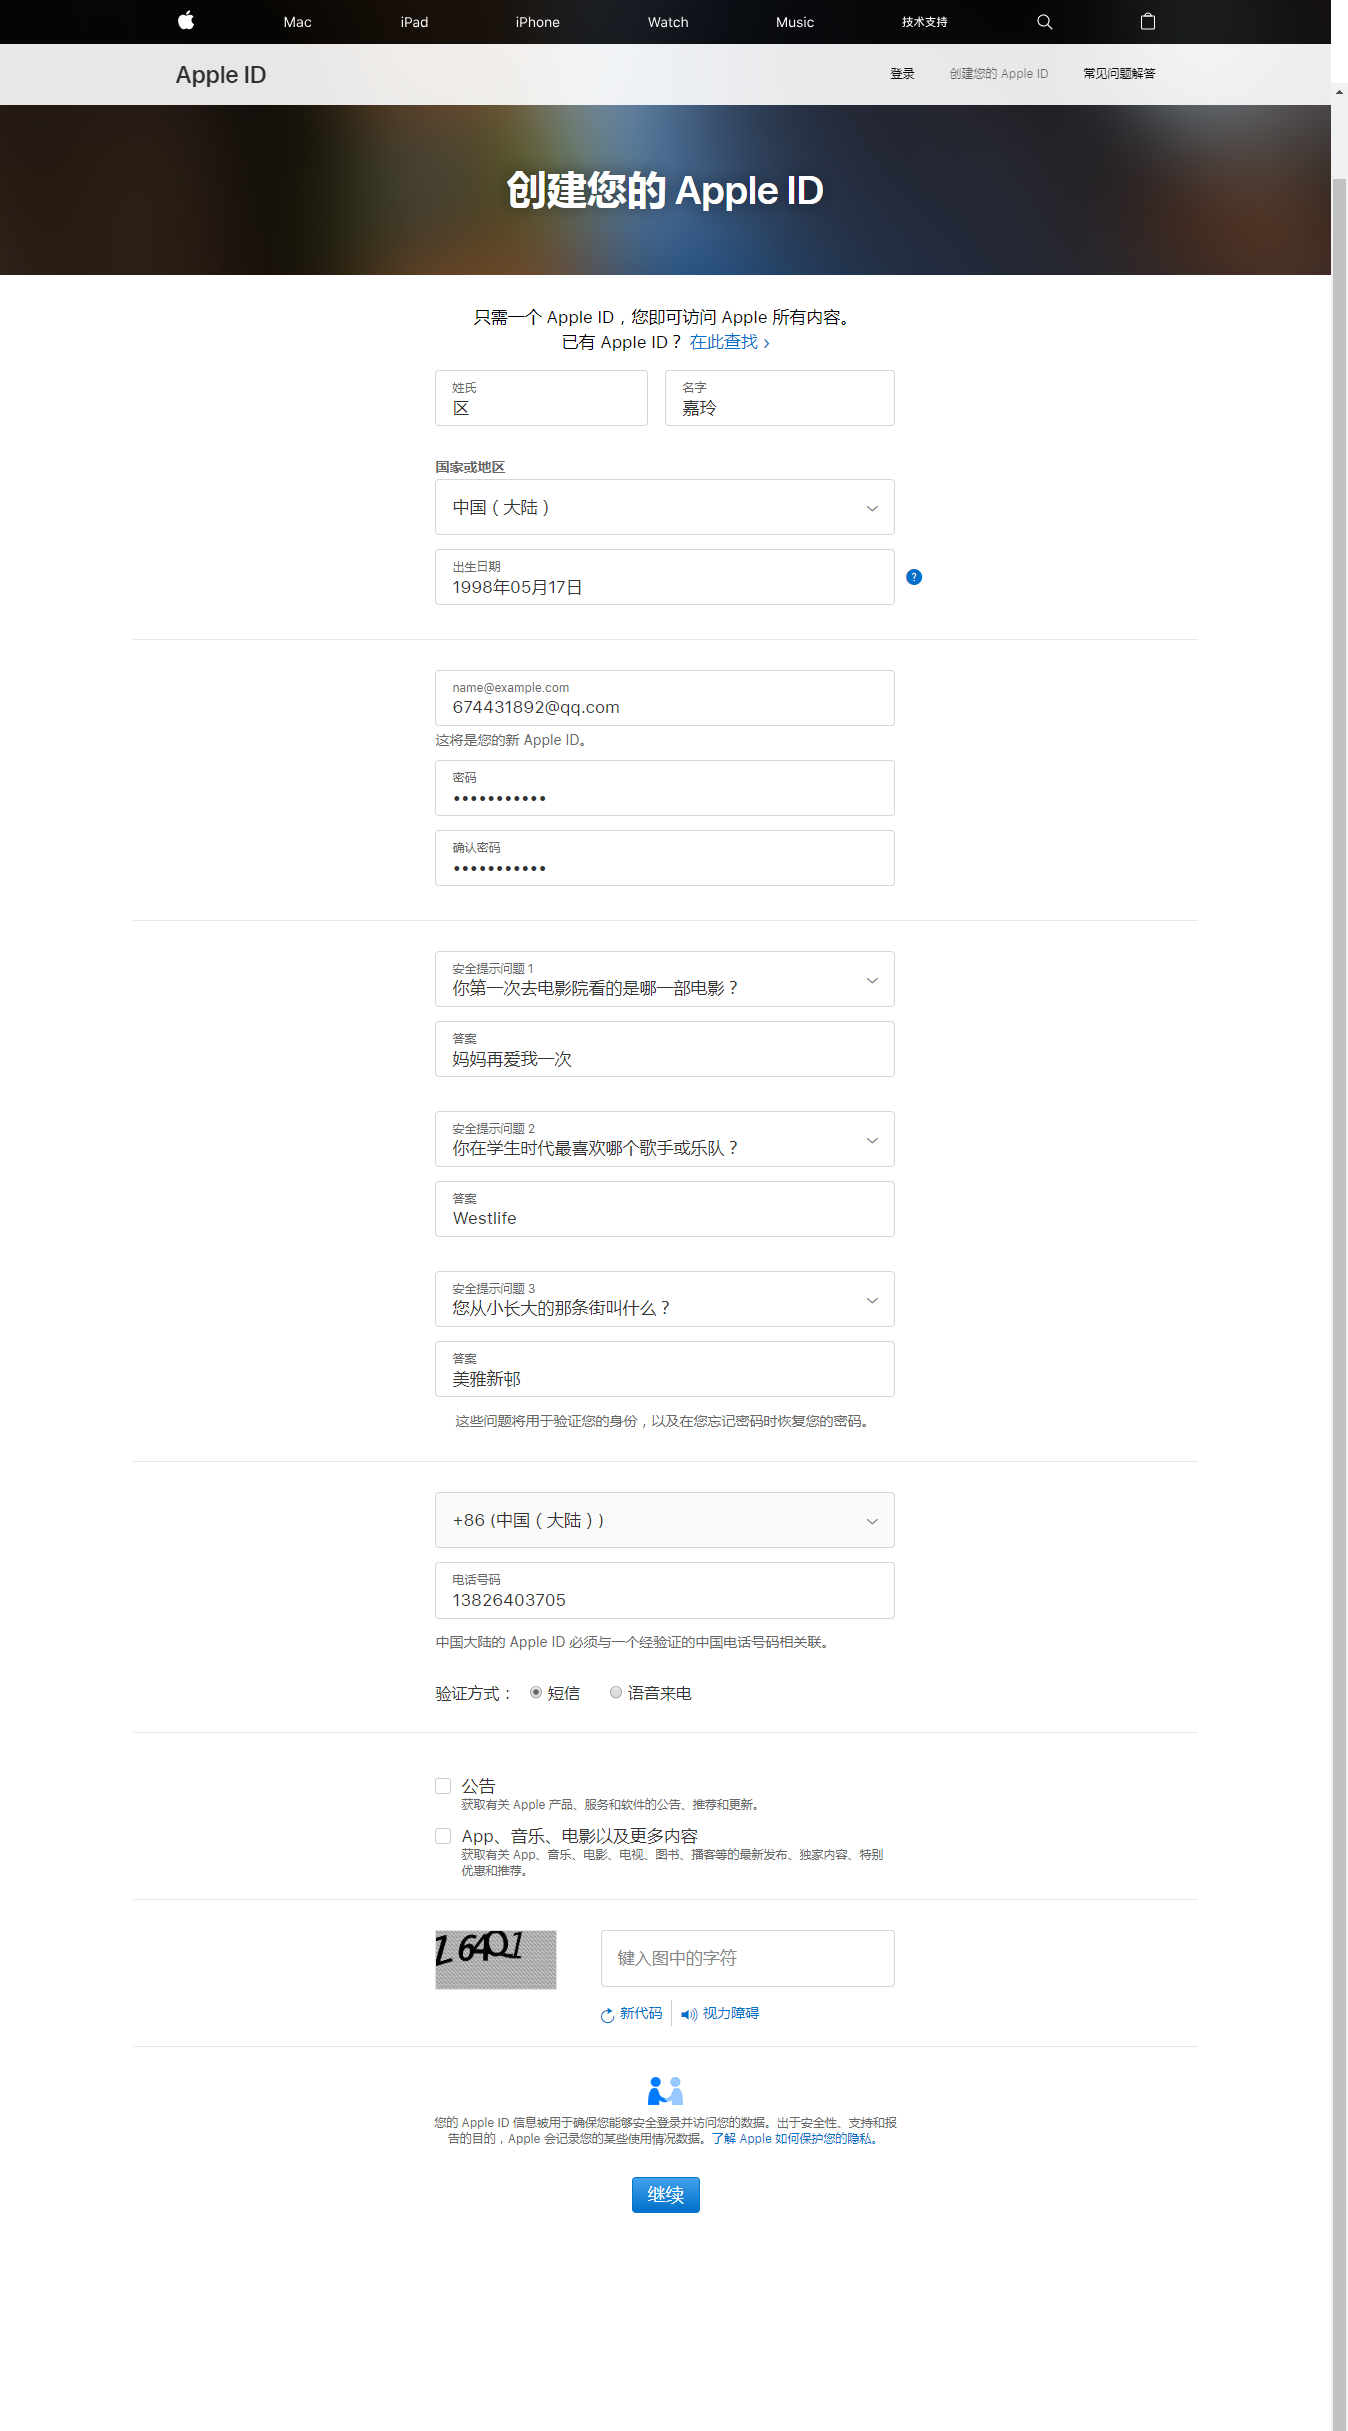 Mac iPad iPhone Watch Music 技术支持
Apple ID 登录 创建您的 Apple ID 常见问题解答
创建您的 Apple ID
只需一个 Apple ID，您即可访问 Apple 所有内容。
已有 Apple ID？ 在此查找 ›
姓氏 名字
区 嘉玲
国家或地区
中国（大陆）
出生日期
1998年05月17日
?
name@example.com
674431892@qq.com
这将是您的新 Apple ID。
密码
•••••••••••
确认密码
•••••••••••
安全提示问题 1
你第一次去电影院看的是哪一部电影？
答案
妈妈再爱我一次
安全提示问题 2
你在学生时代最喜欢哪个歌手或乐队？
答案
Westlife
安全提示问题 3
您从小长大的那条街叫什么？
答案
美雅新邨
这些问题将用于验证您的身份，以及在您忘记密码时恢复您的密码。
+86 (中国（大陆）)
电话号码
13826403705
中国大陆的 Apple ID 必须与一个经验证的中国电话号码相关联。
验证方式： 短信 语音来电
公告
获取有关 Apple 产品、服务和软件的公告、推荐和更新。
App、音乐、电影以及更多内容
获取有关 App、音乐、电影、电视、图书、播客等的最新发布、独家内容、特别
优惠和推荐。
键入图中的字符
新代码 视力障碍
您的 Apple ID 信息被用于确保您能够安全登录并访问您的数据。出于安全性、支持和报
告的目的，Apple 会记录您的某些使用情况数据。了解 Apple 如何保护您的隐私。
继续